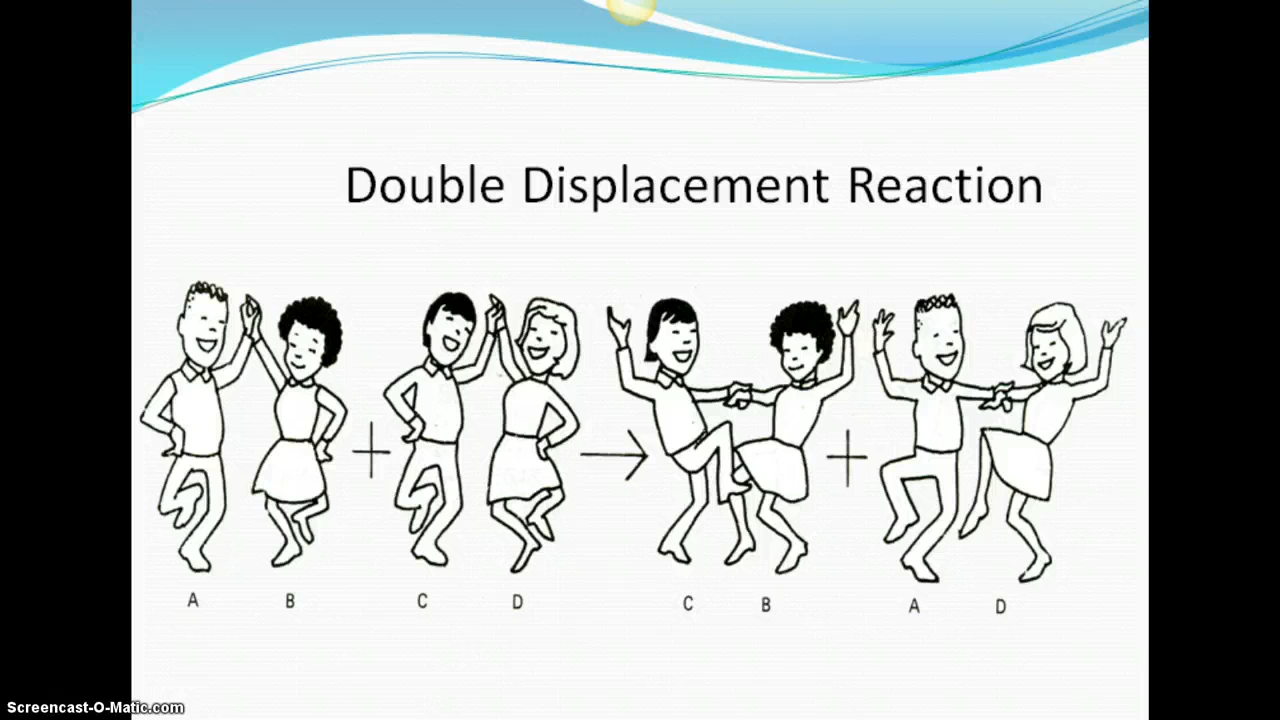 Double Displacement Reaction
+ → +
A B C D C B A D
Screencast-O-Matic.com